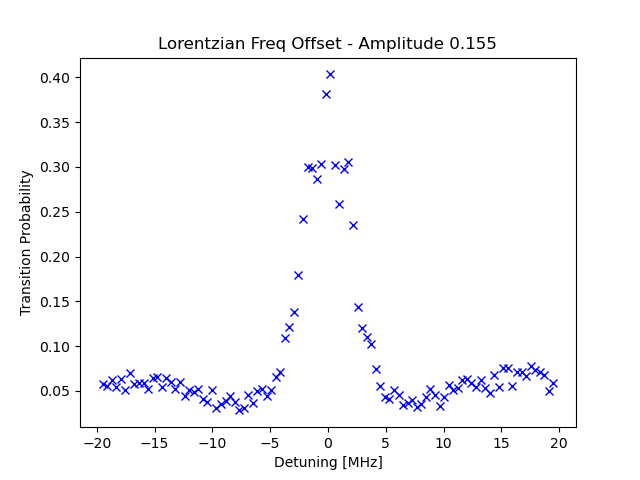 Lorentzian Freq Offset - Amplitude 0.155
0.40
0.35
0.30
0.25
0.20
0.15
0.10
0.05
Transition Probability
−20 −15 −10 −5 0 5 10 15 20
Detuning [MHz]